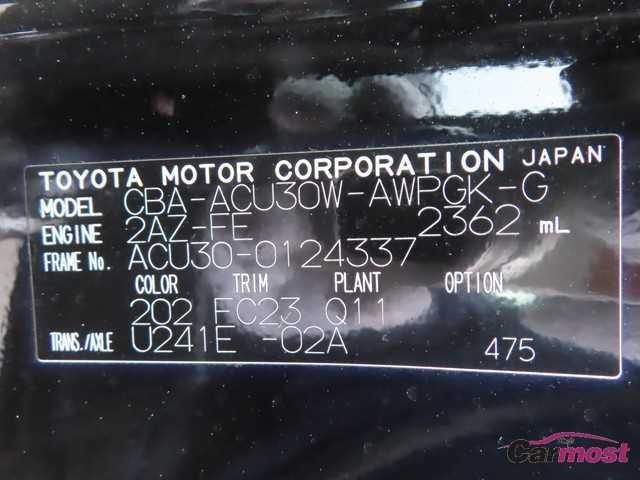 TOYOTA MOTOR CORPORATION JAPAN
MODEL CBA-ACU30W-AWPGK-G
ENGINE 2AZ-FE 2362 mL
FRAME No. ACU30-0124337
COLOR TRIM PLANT OPTION
202 FC23 Q11
TRANS./AXLE U241E -02A 475
Carmost